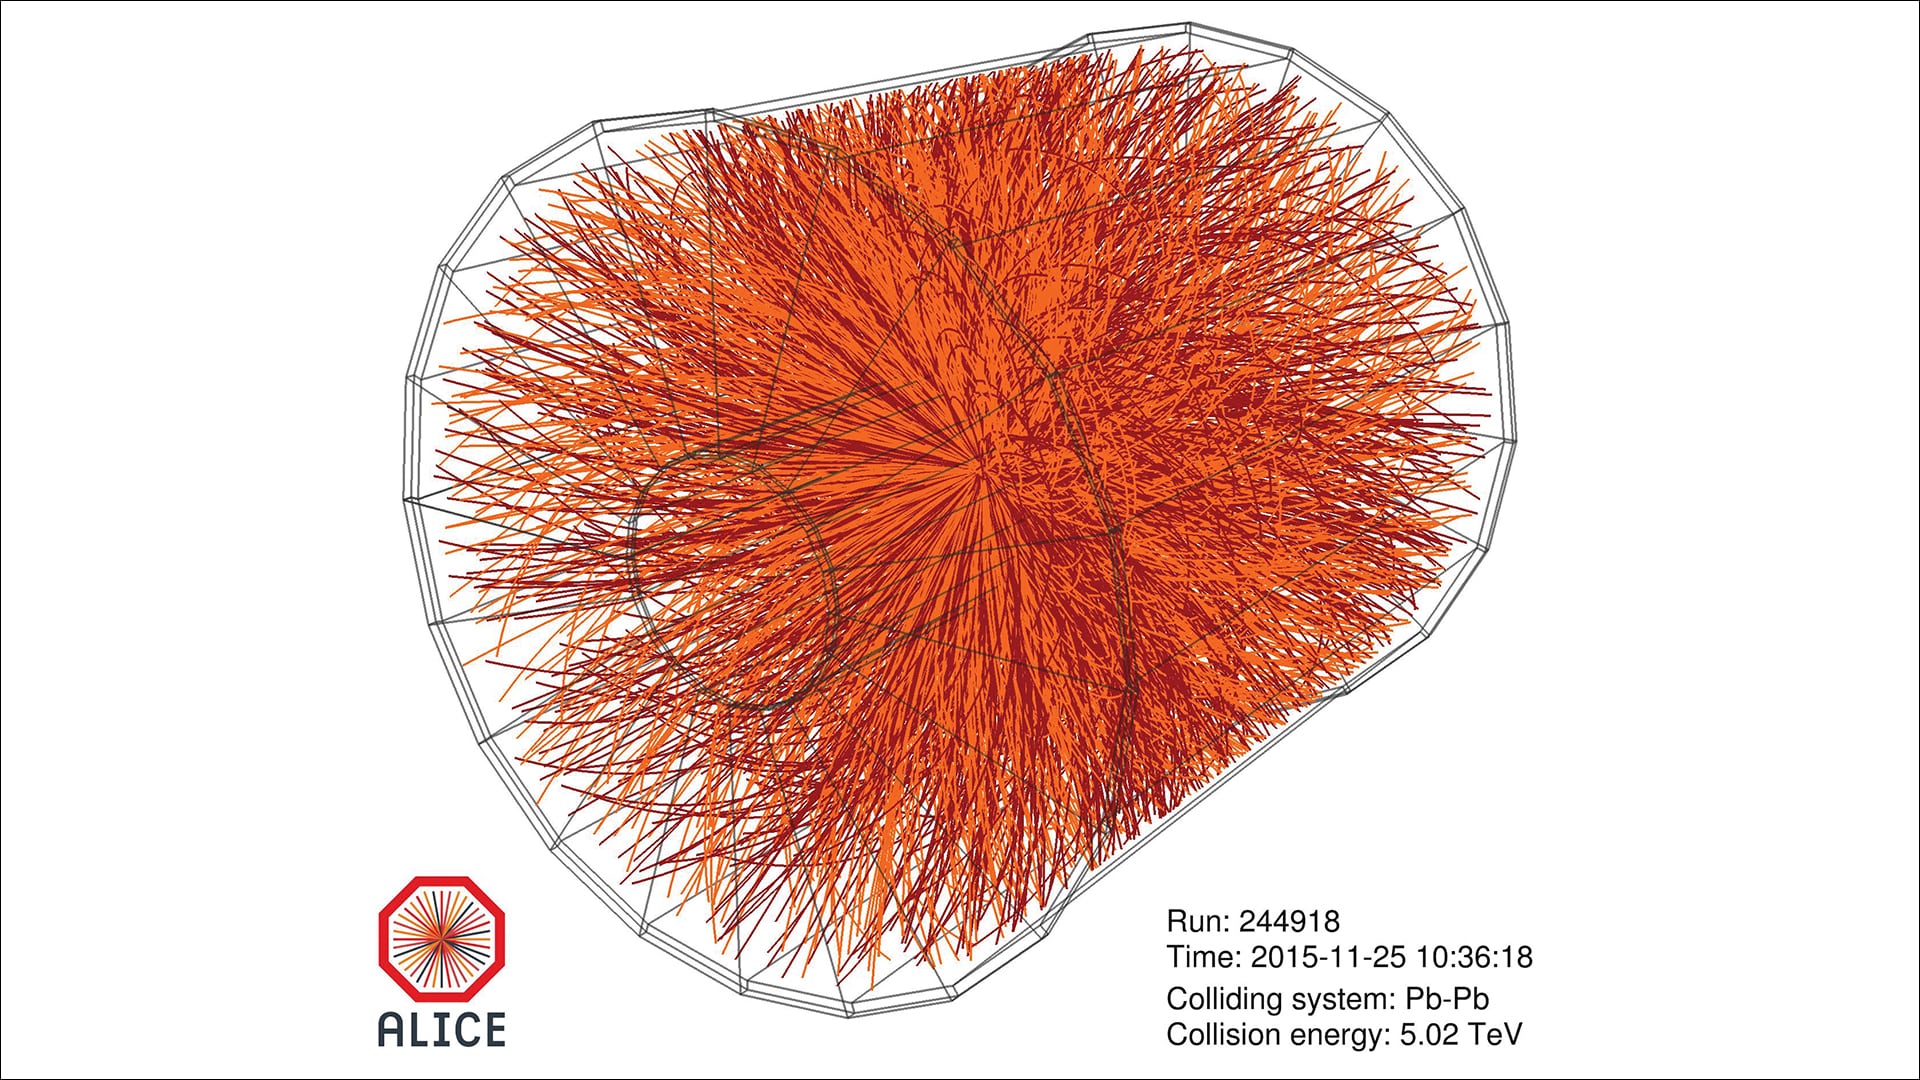 ALICE
Run: 244918
Time: 2015-11-25 10:36:18
Colliding system: Pb-Pb
Collision energy: 5.02 TeV